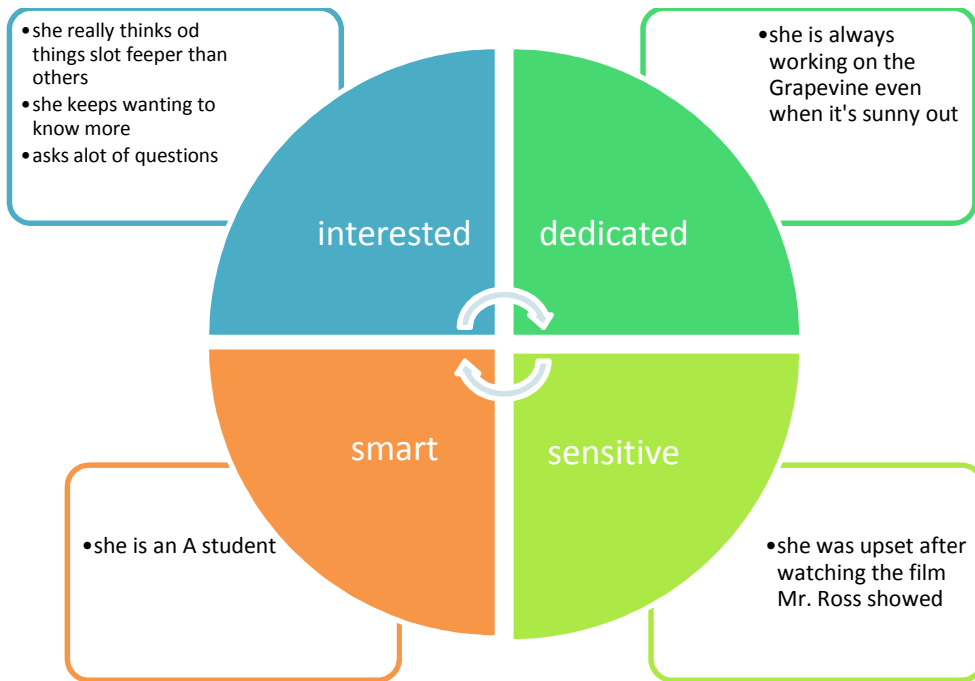 •she really thinks od
things slot feeper than
others
•she keeps wanting to
know more
•asks alot of questions
•she is always
working on the
Grapevine even
when it's sunny out
interested
dedicated
smart
sensitive
•she is an A student
•she was upset after
watching the film
Mr. Ross showed